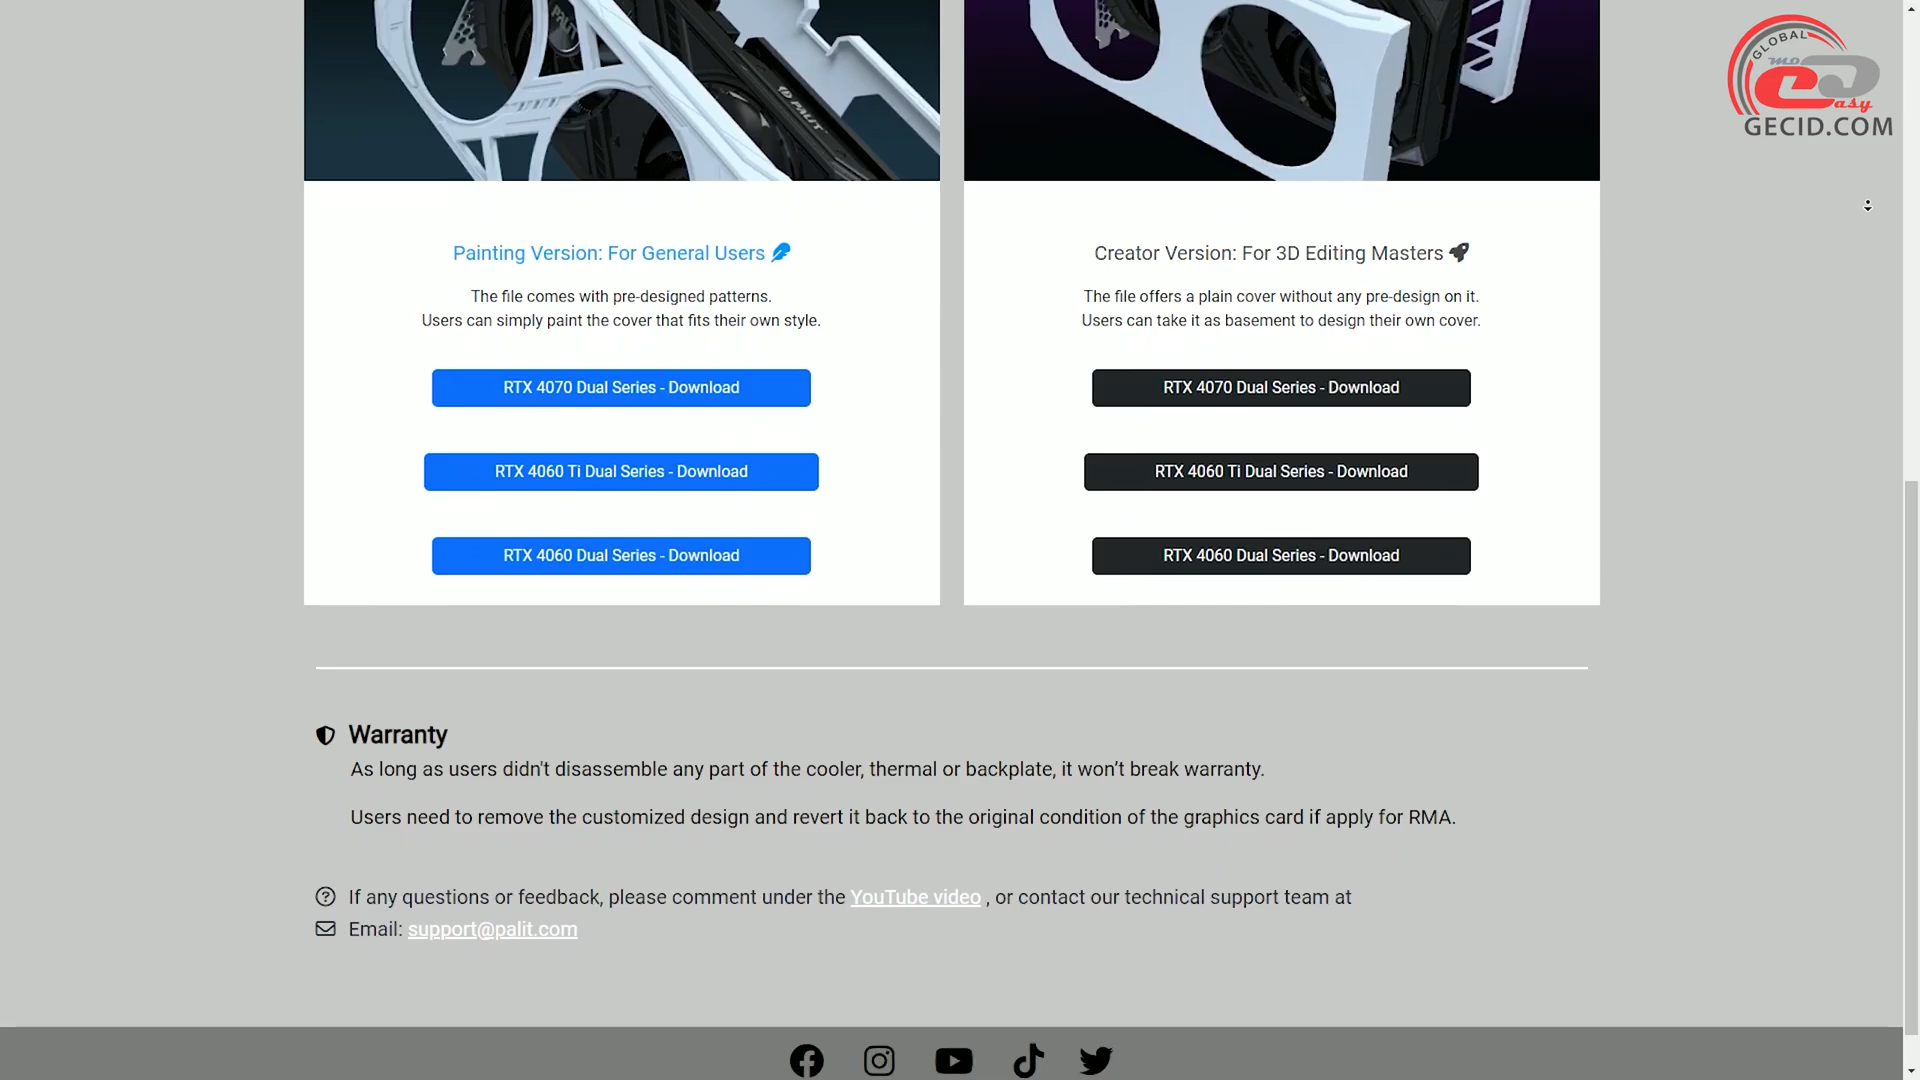 PALIT
GLOBAL
easy
GECID.COM
Painting Version: For General Users
The file comes with pre-designed patterns.
Users can simply paint the cover that fits their own style.
RTX 4070 Dual Series - Download
RTX 4060 Ti Dual Series - Download
RTX 4060 Dual Series - Download
Creator Version: For 3D Editing Masters
The file offers a plain cover without any pre-design on it.
Users can take it as basement to design their own cover.
RTX 4070 Dual Series - Download
RTX 4060 Ti Dual Series - Download
RTX 4060 Dual Series - Download
Warranty
As long as users didn't disassemble any part of the cooler, thermal or backplate, it won’t break warranty.
Users need to remove the customized design and revert it back to the original condition of the graphics card if apply for RMA.
If any questions or feedback, please comment under the YouTube video , or contact our technical support team at
Email: support@palit.com